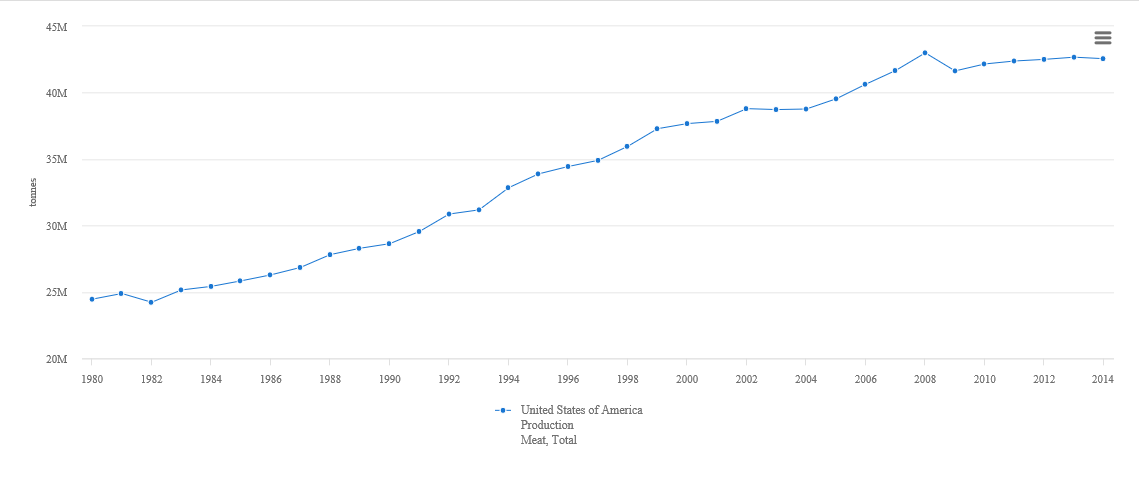 45M
40M
35M
30M
25M
20M
tonnes
1980 1982 1984 1986 1988 1990 1992 1994 1996 1998 2000 2002 2004 2006 2008 2010 2012 2014
United States of America
Production
Meat, Total